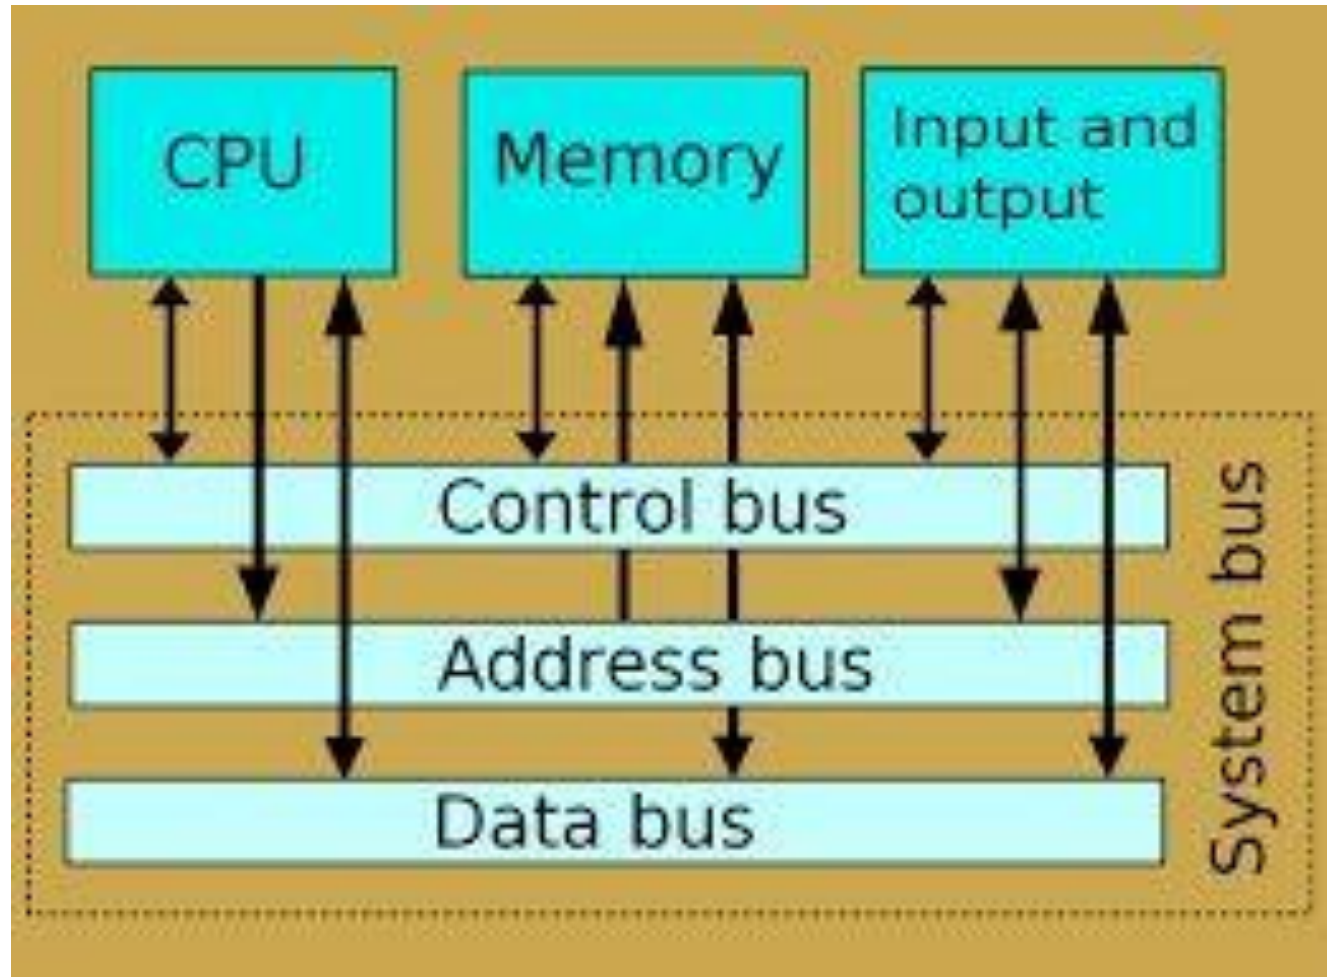 CPU
Memory
Input and
output
Control bus
Address bus
Data bus
System bus